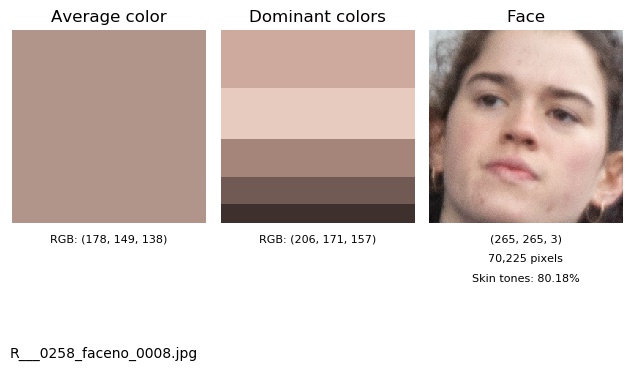 Average color
Dominant colors
Face
RGB: (178, 149, 138)
RGB: (206, 171, 157)
(265, 265, 3)
70,225 pixels
Skin tones: 80.18%
R___0258_faceno_0008.jpg